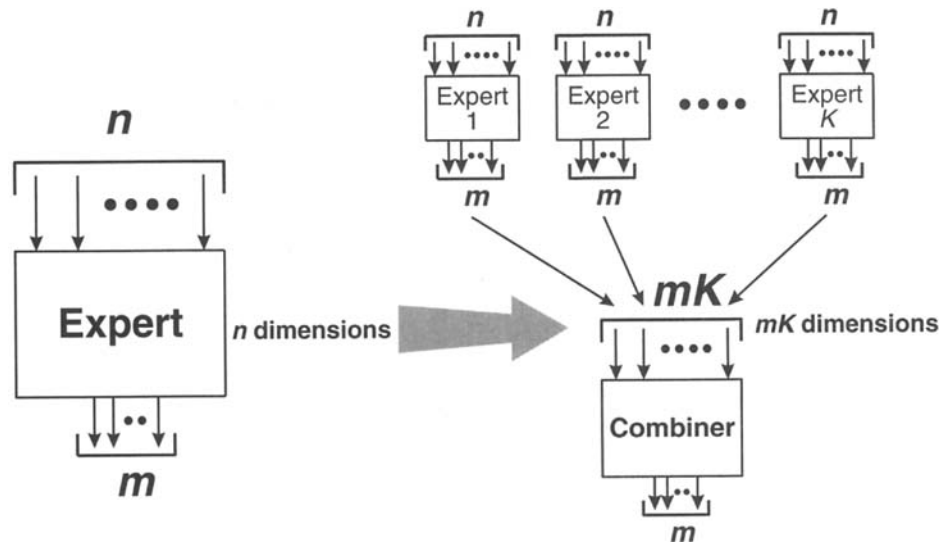 n
Expert
n dimensions
m
n
Expert
1
m
n
Expert
2
m
n
Expert
K
m
mK
mK dimensions
Combiner
m